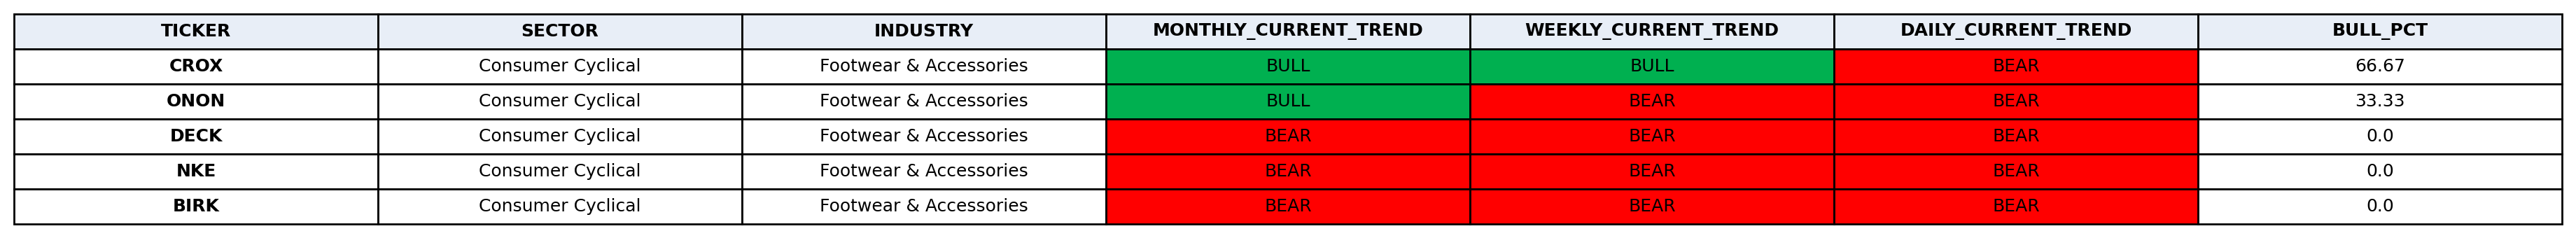 TICKER SECTOR INDUSTRY MONTHLY_CURRENT_TREND WEEKLY_CURRENT_TREND DAILY_CURRENT_TREND BULL_PCT
CROX Consumer Cyclical Footwear & Accessories BULL BULL BEAR 66.67
ONON Consumer Cyclical Footwear & Accessories BULL BEAR BEAR 33.33
DECK Consumer Cyclical Footwear & Accessories BEAR BEAR BEAR 0.0
NKE Consumer Cyclical Footwear & Accessories BEAR BEAR BEAR 0.0
BIRK Consumer Cyclical Footwear & Accessories BEAR BEAR BEAR 0.0